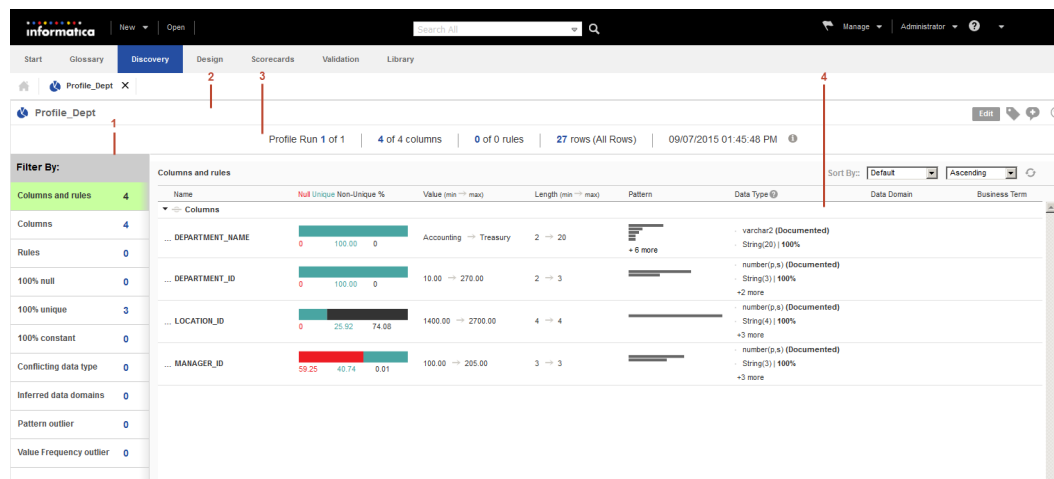 informatica New Open Search All Manage Administrator ?
Start Glossary Discovery Design Scorecards Validation Library
Profile_Dept X
2 3 4
Profile_Dept Edit
1
Profile Run 1 of 1 4 of 4 columns 0 of 0 rules 27 rows (All Rows) 09/07/2015 01:45:48 PM
Filter By:
Columns and rules 4
Columns 4
Rules 0
100% null 0
100% unique 3
100% constant 0
Conflicting data type 0
Inferred data domains 0
Pattern outlier 0
Value Frequency outlier 0
Columns and rules Sort By:: Default Ascending
Name Null Unique Non-Unique % Value (min → max) Length (min → max) Pattern Data Type ? Data Domain Business Term
Columns
... DEPARTMENT_NAME 0 100.00 0 Accounting → Treasury 2 → 20 + 6 more varchar2 (Documented)
String(20) | 100%
... DEPARTMENT_ID 0 100.00 0 10.00 → 270.00 2 → 3 number(p,s) (Documented)
String(3) | 100%
+2 more
... LOCATION_ID 0 25.92 74.08 1400.00 → 2700.00 4 → 4 number(p,s) (Documented)
String(4) | 100%
+3 more
... MANAGER_ID 59.25 40.74 0.01 100.00 → 205.00 3 → 3 number(p,s) (Documented)
String(3) | 100%
+3 more